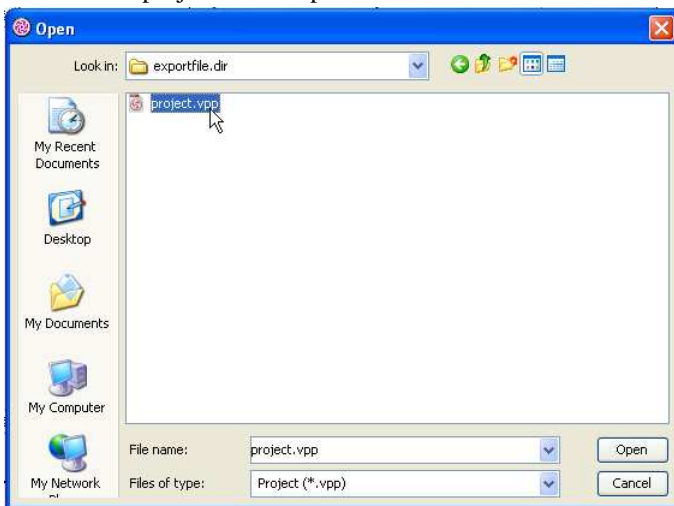 Open
Look in: exportfile.dir
project.vpp
My Recent
Documents
Desktop
My Documents
My Computer
My Network
File name: project.vpp Open
Files of type: Project (*.vpp) Cancel